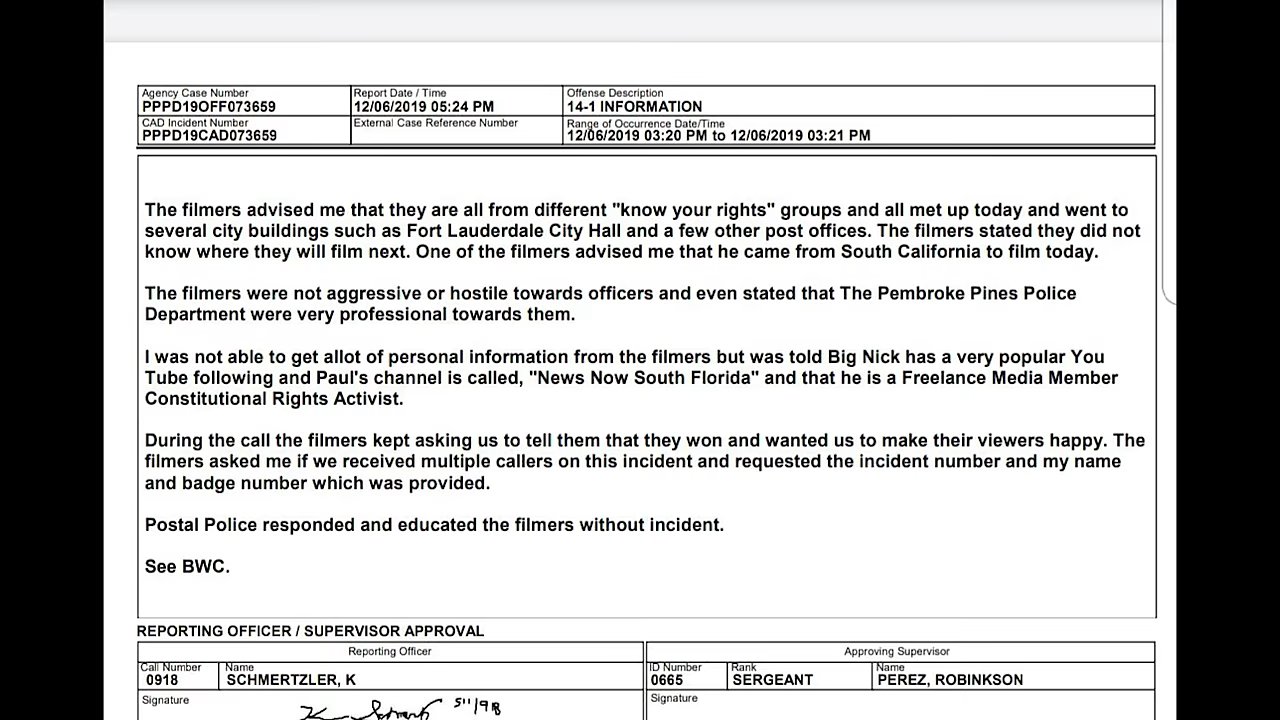 Agency Case Number
PPPD19OFF073659
Report Date / Time
12/06/2019 05:24 PM
Offense Description
14-1 INFORMATION
CAD Incident Number
PPPD19CAD073659
External Case Reference Number
Range of Occurrence Date/Time
12/06/2019 03:20 PM to 12/06/2019 03:21 PM
The filmers advised me that they are all from different "know your rights" groups and all met up today and went to
several city buildings such as Fort Lauderdale City Hall and a few other post offices. The filmers stated they did not
know where they will film next. One of the filmers advised me that he came from South California to film today.
The filmers were not aggressive or hostile towards officers and even stated that The Pembroke Pines Police
Department were very professional towards them.
I was not able to get allot of personal information from the filmers but was told Big Nick has a very popular You
Tube following and Paul's channel is called, "News Now South Florida" and that he is a Freelance Media Member
Constitutional Rights Activist.
During the call the filmers kept asking us to tell them that they won and wanted us to make their viewers happy. The
filmers asked me if we received multiple callers on this incident and requested the incident number and my name
and badge number which was provided.
Postal Police responded and educated the filmers without incident.
See BWC.
REPORTING OFFICER / SUPERVISOR APPROVAL
Reporting Officer
Approving Supervisor
Call Number
0918
Name
SCHMERTZLER, K
ID Number
0665
Rank
SERGEANT
Name
PEREZ, ROBINKSON
Signature
Signature